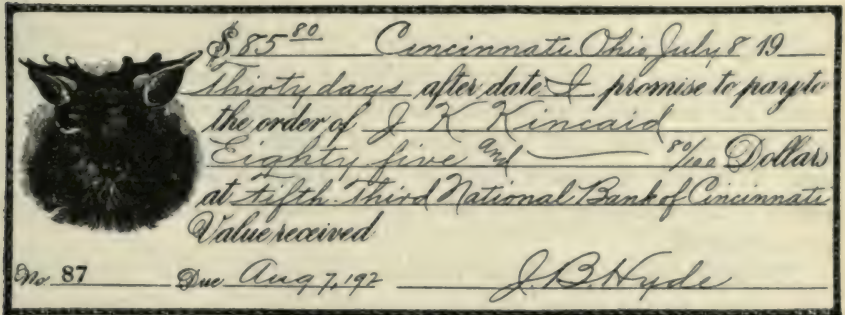 $ 85 80 Cincinnati, Ohio, July 8 19
Thirty days after date I promise to pay to
the order of J. K. Kincaid
Eighty five and 80/100 Dollars
at Fifth-Third National Bank of Cincinnati
Value received
No 87 Due Aug 7, 192 J. B. Hyde